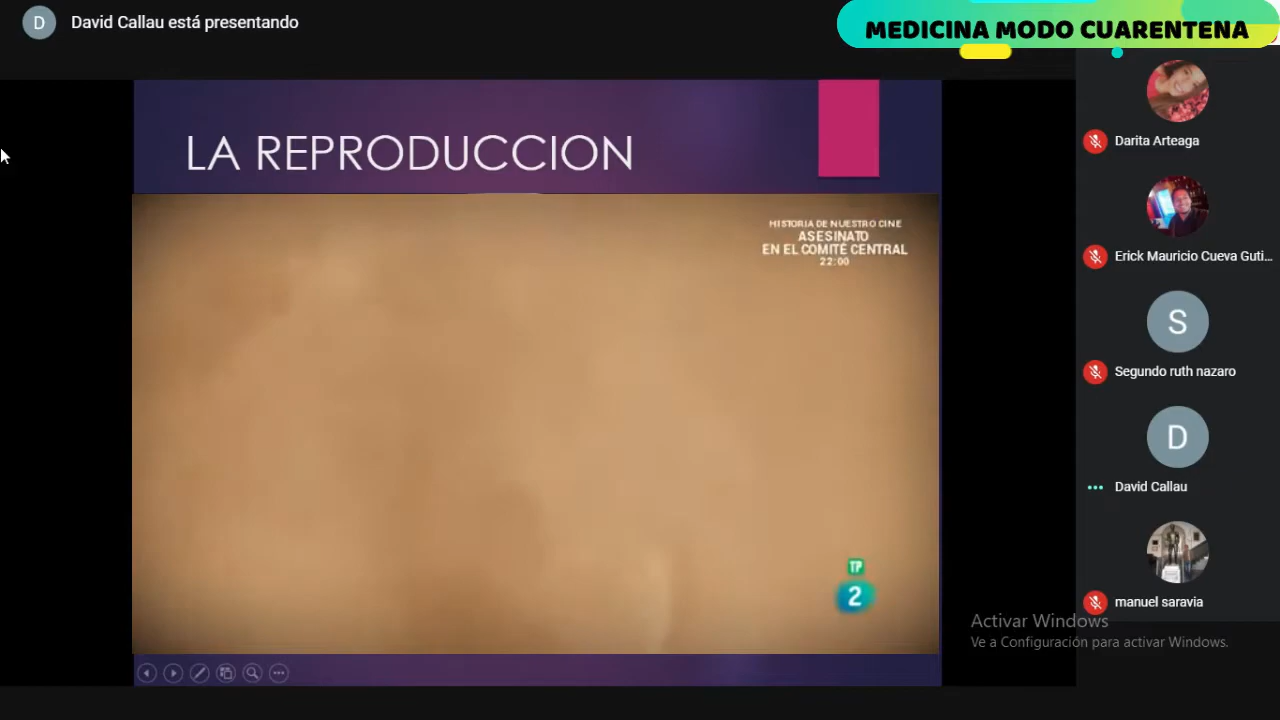 D
David Callau está presentando
MEDICINA MODO CUARENTENA
LA REPRODUCCION
HISTORIA DE NUESTRO CINE
ASESINATO
EN EL COMITÉ CENTRAL
22:00
TP
2
Darita Arteaga
Erick Mauricio Cueva Guti...
S
Segundo ruth nazaro
D
David Callau
manuel saravia
Activar Windows
Ve a Configuración para activar Windows.